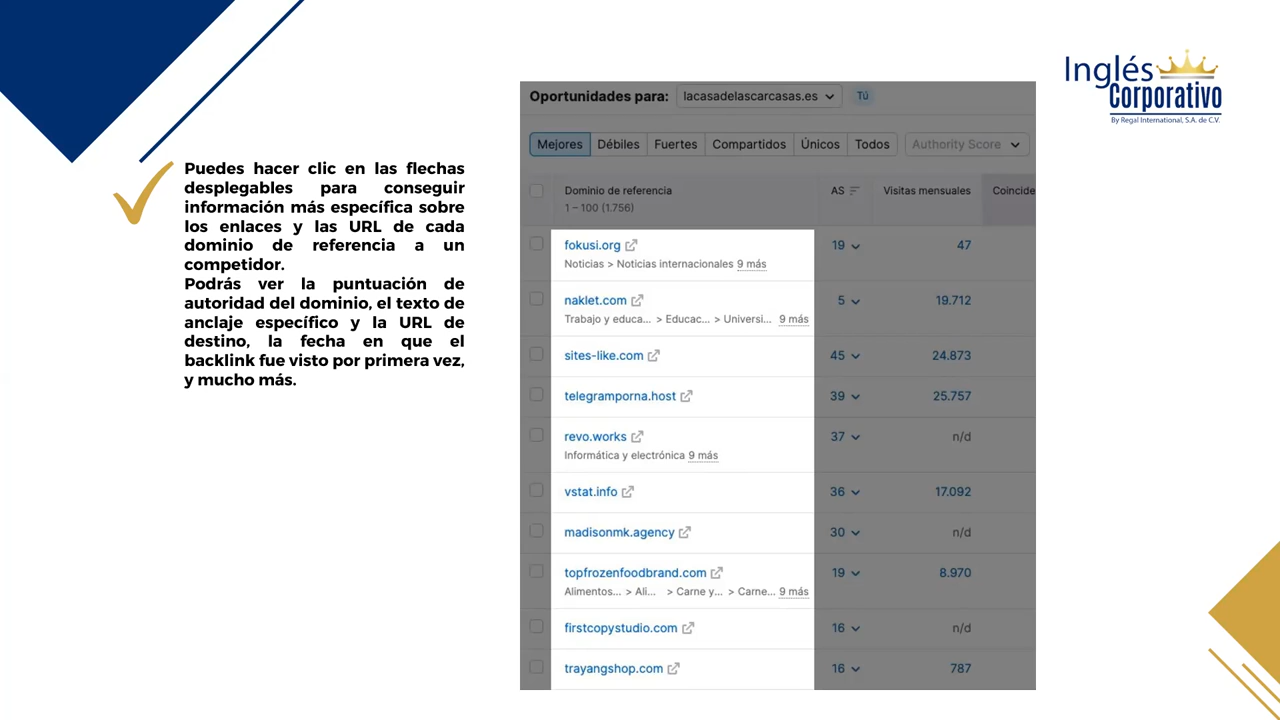 Inglés
Corporativo
By Regal International, S.A. de C.V.
Puedes hacer clic en las flechas
desplegables para conseguir
información más específica sobre
los enlaces y las URL de cada
dominio de referencia a un
competidor.
Podrás ver la puntuación de
autoridad del dominio, el texto de
anclaje específico y la URL de
destino, la fecha en que el
backlink fue visto por primera vez,
y mucho más.
Oportunidades para: lacasadelascarcasas.es Tú
Mejores Débiles Fuertes Compartidos Únicos Todos Authority Score
Dominio de referencia AS Visitas mensuales Coincide
1 – 100 (1.756)
fokusi.org 19 47
Noticias > Noticias internacionales 9 más
naklet.com 5 19.712
Trabajo y educa... > Educac... > Universi... 9 más
sites-like.com 45 24.873
telegramporna.host 39 25.757
revo.works 37 n/d
Informática y electrónica 9 más
vstat.info 36 17.092
madisonmk.agency 30 n/d
topfrozenfoodbrand.com 19 8.970
Alimentos... > Ali... > Carne y... > Carne... 9 más
firstcopystudio.com 16 n/d
trayangshop.com 16 787